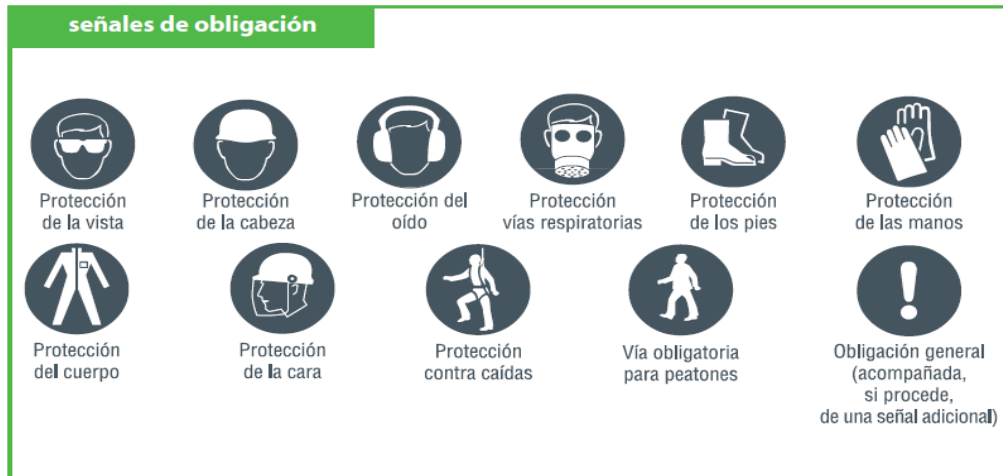 señales de obligación
Protección
de la vista
Protección
de la cabeza
Protección del
oído
Protección
vías respiratorias
Protección
de los pies
Protección
de las manos
Protección
del cuerpo
Protección
de la cara
Protección
contra caídas
Vía obligatoria
para peatones
Obligación general
(acompañada,
si procede,
de una señal adicional)